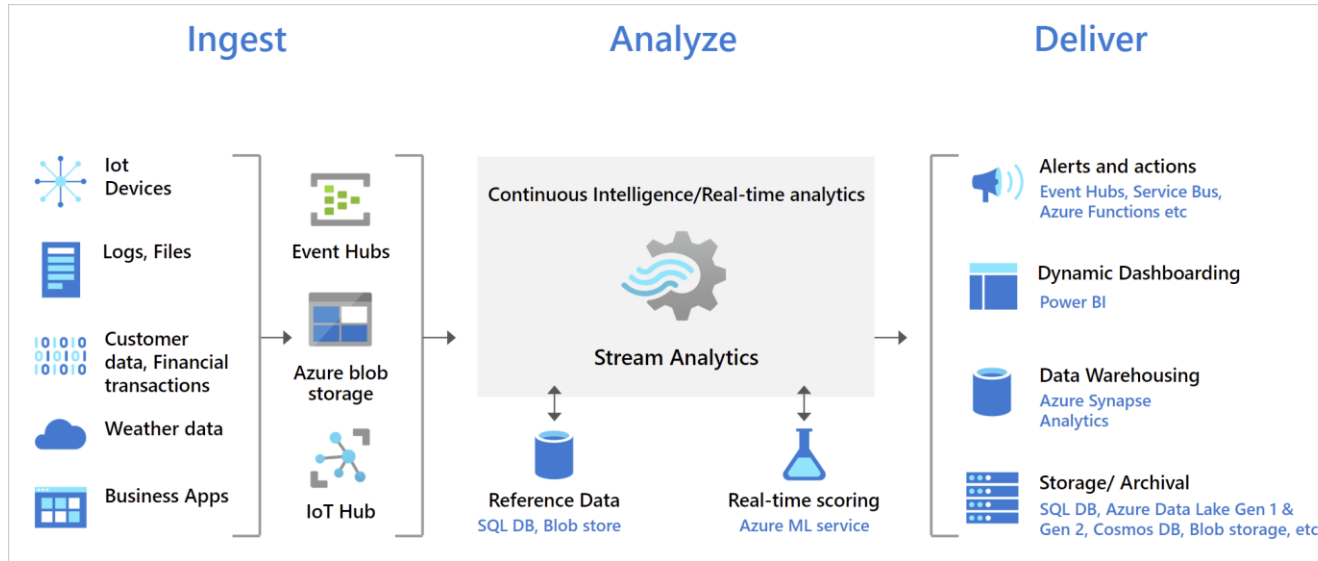 Ingest
Analyze
Deliver
Iot
Devices
Logs, Files
Customer
data, Financial
transactions
Weather data
Business Apps
Event Hubs
Azure blob
storage
IoT Hub
Continuous Intelligence/Real-time analytics
Stream Analytics
Reference Data
SQL DB, Blob store
Real-time scoring
Azure ML service
Alerts and actions
Event Hubs, Service Bus,
Azure Functions etc
Dynamic Dashboarding
Power BI
Data Warehousing
Azure Synapse
Analytics
Storage/ Archival
SQL DB, Azure Data Lake Gen 1 &
Gen 2, Cosmos DB, Blob storage, etc